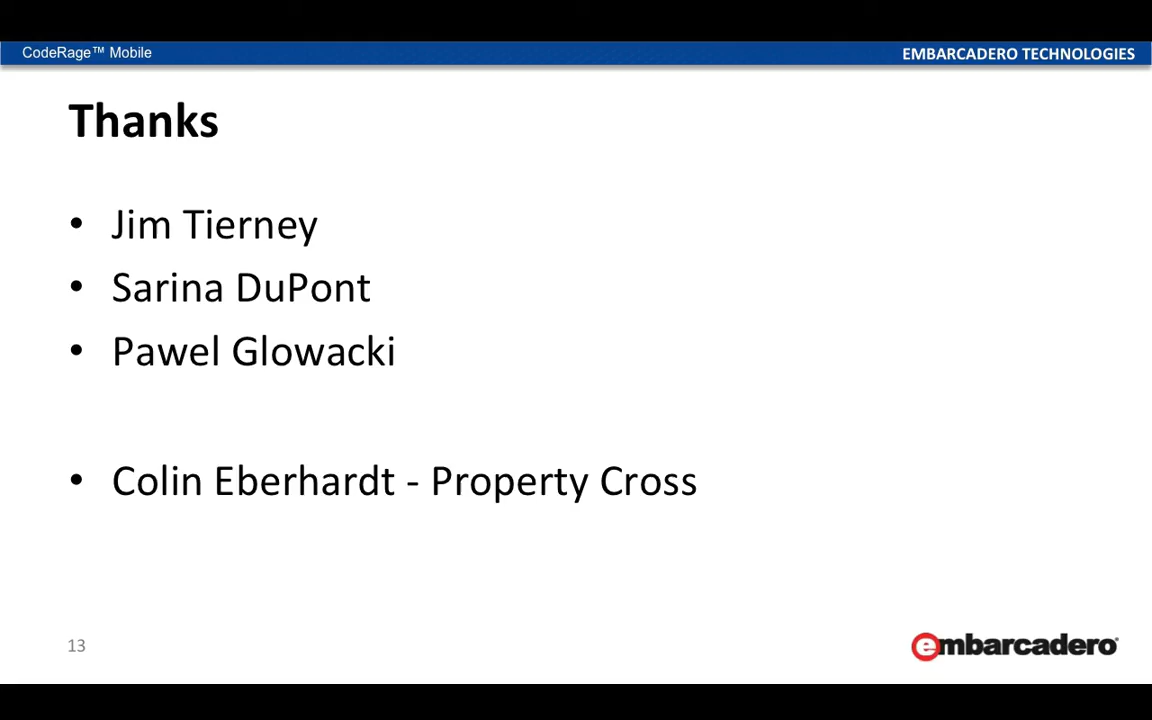 CodeRage™ Mobile
EMBARCADERO TECHNOLOGIES
Thanks
• Jim Tierney
• Sarina DuPont
• Pawel Glowacki
• Colin Eberhardt - Property Cross
13
embarcadero®